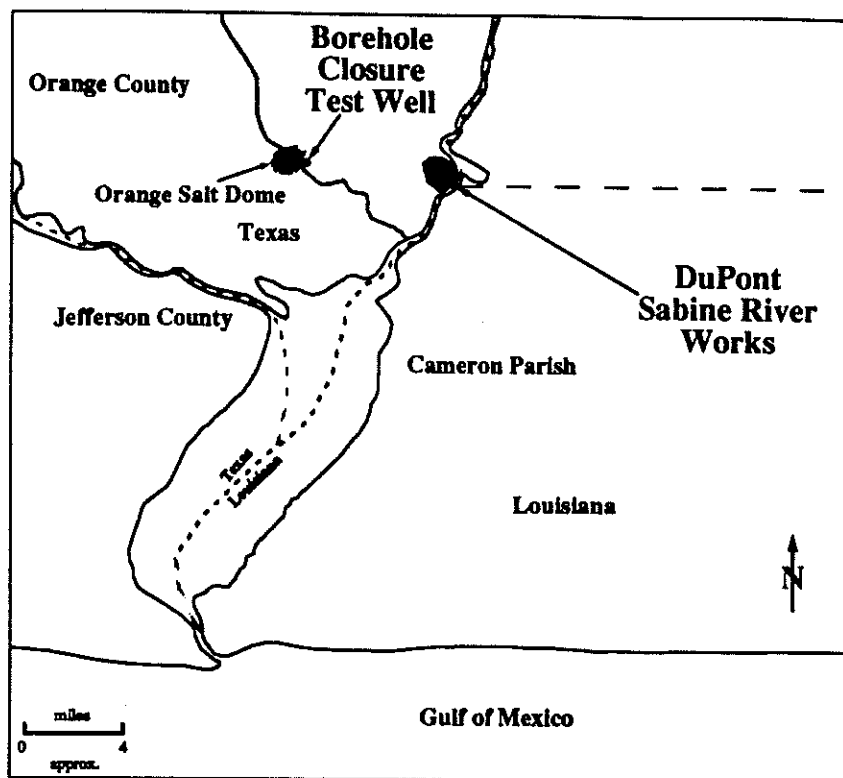 Borehole
Closure
Test Well
Orange County
Orange Salt Dome
Texas
DuPont
Sabine River
Works
Jefferson County
Cameron Parish
Texas
Louisiana
Louisiana
N
miles
0 4
approx.
Gulf of Mexico